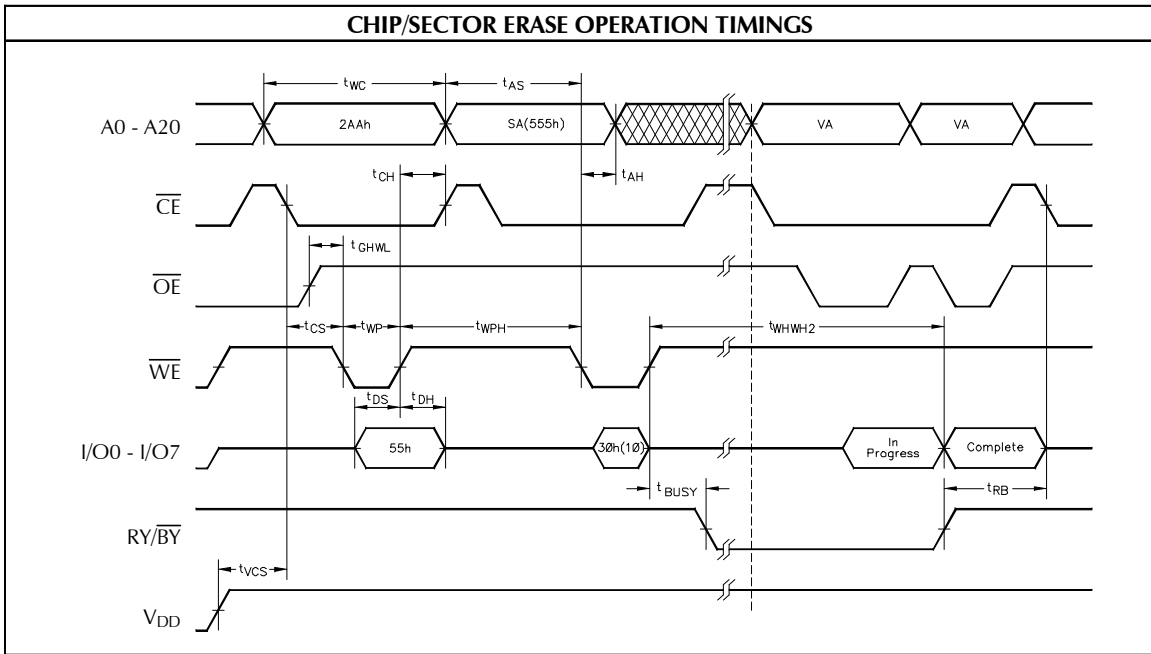 CHIP/SECTOR ERASE OPERATION TIMINGS
tWC
tAS
A0 - A20
2AAh
SA(555h)
VA
VA
tCH
tAH
CE
tGHWL
OE
tCS
tWP
tWPH
tWHWH2
WE
tDS
tDH
I/O0 - I/O7
55h
30h(10)
In
Progress
Complete
tBUSY
tRB
RY/BY
tVCS
VDD